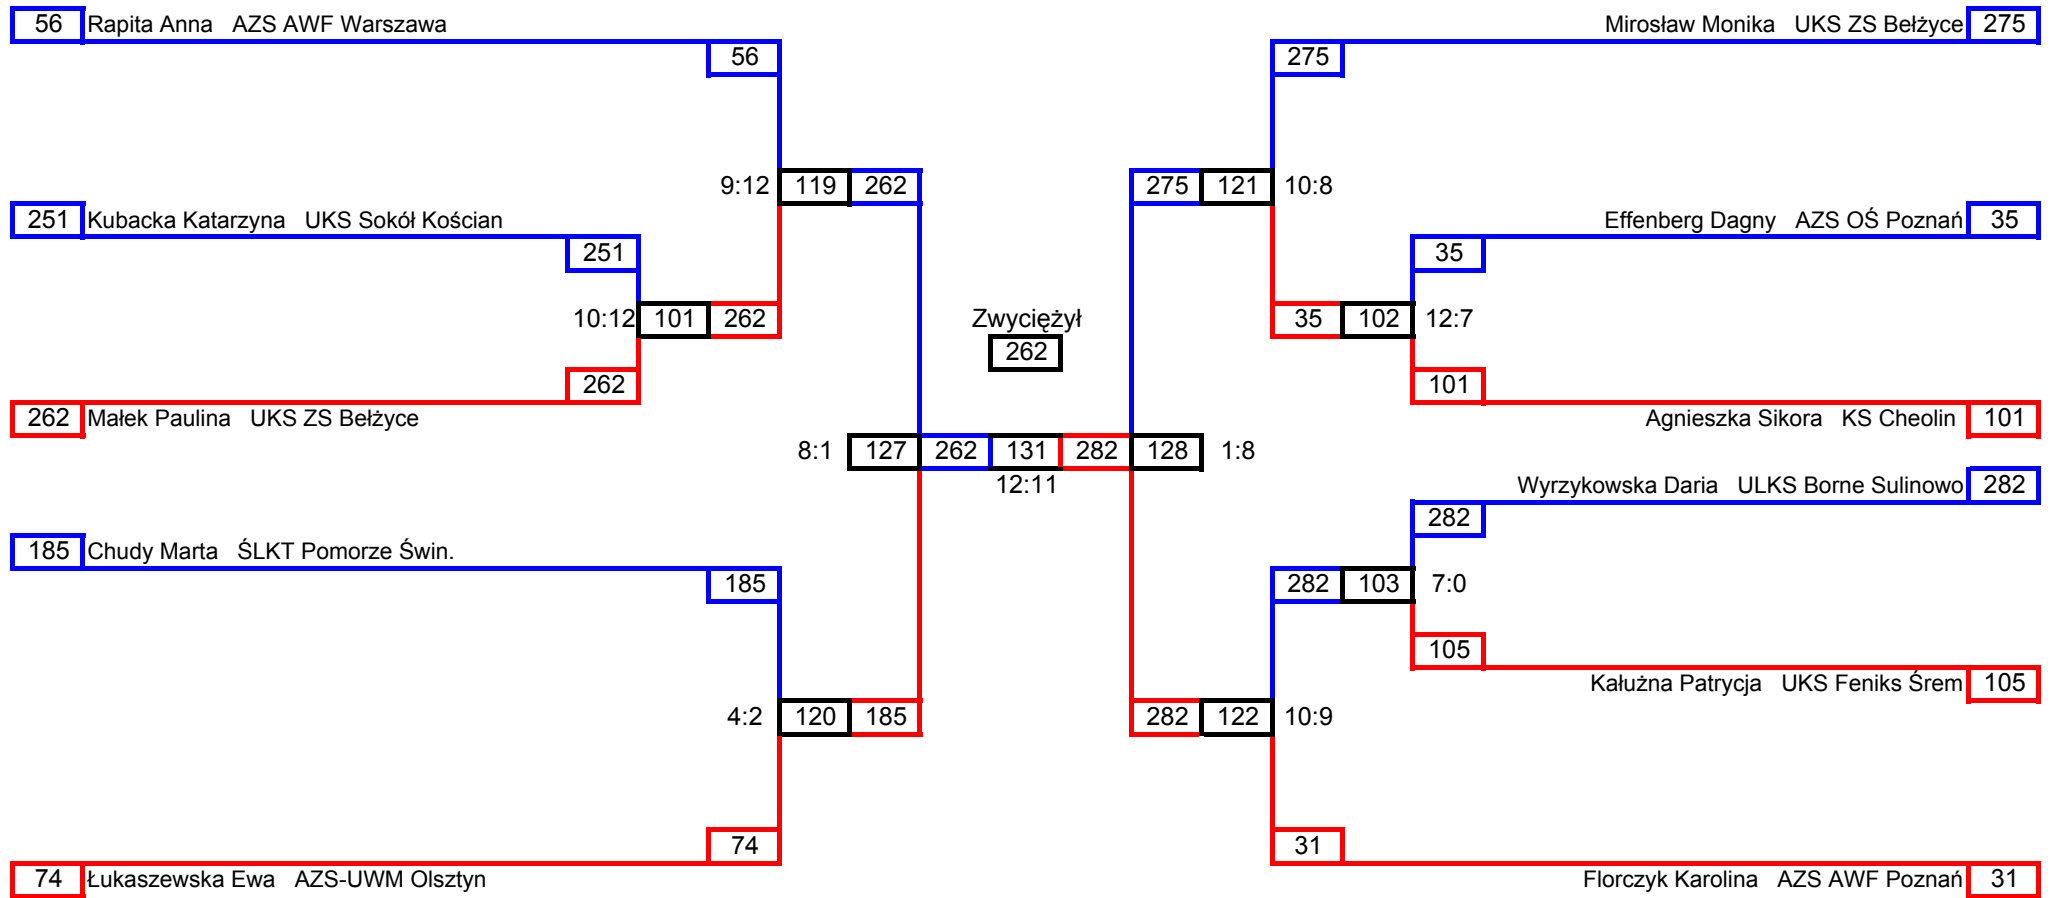 56 Rapita Anna AZS AWF Warszawa Mirosław Monika UKS ZS Bełżyce 275
56 275
9:12 119 262 275 121 10:8
251 Kubacka Katarzyna UKS Sokół Kościan Effenberg Dagny AZS OŚ Poznań 35
251 35
10:12 101 262 Zwyciężył 35 102 12:7
262
262 101
262 Małek Paulina UKS ZS Bełżyce Agnieszka Sikora KS Cheolin 101
8:1 127 262 131 282 128 1:8
12:11 Wyrzykowska Daria ULKS Borne Sulinowo 282
282
185 Chudy Marta ŚLKT Pomorze Świn.
185 282 103 7:0
105
Kałużna Patrycja UKS Feniks Śrem 105
4:2 120 185 282 122 10:9
74 31
74 Łukaszewska Ewa AZS-UWM Olsztyn Florczyk Karolina AZS AWF Poznań 31